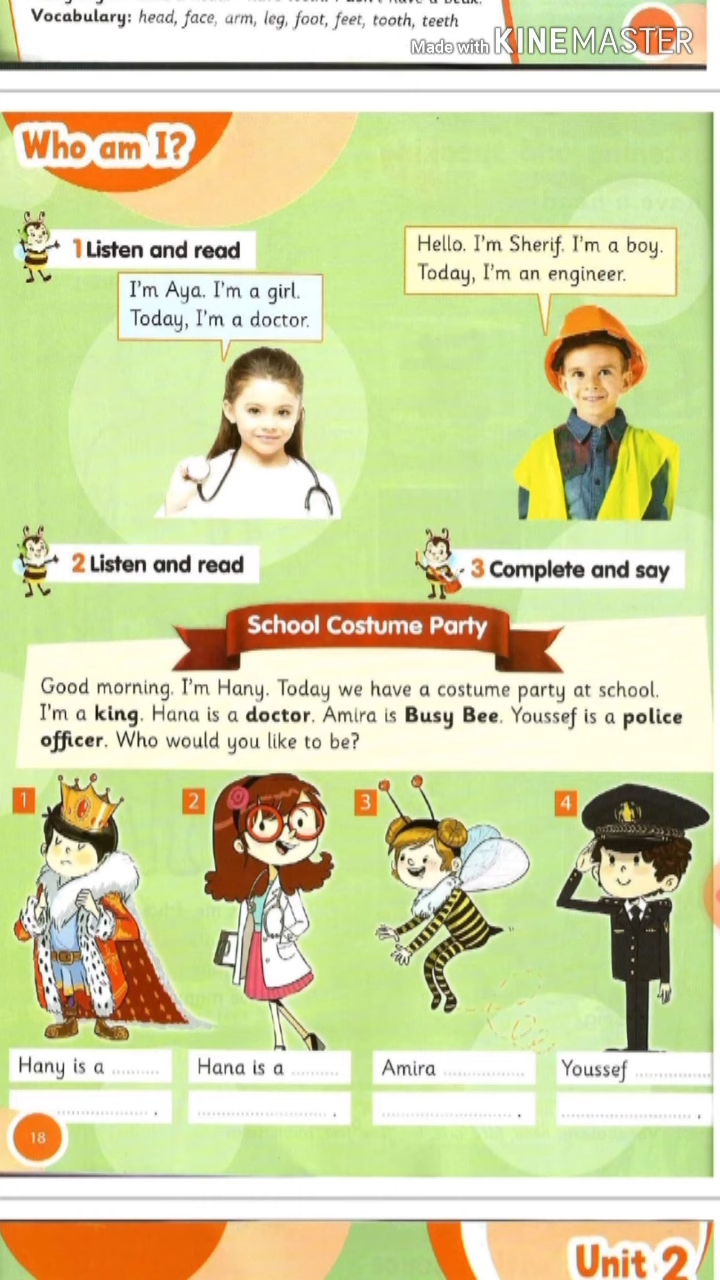 Vocabulary: head, face, arm, leg, foot, feet, tooth, teeth
Made with KINEMASTER
Who am I?
1 Listen and read
I'm Aya. I'm a girl.
Today, I'm a doctor.
Hello. I'm Sherif. I'm a boy.
Today, I'm an engineer.
2 Listen and read
3 Complete and say
School Costume Party
Good morning. I'm Hany. Today we have a costume party at school.
I'm a king. Hana is a doctor. Amira is Busy Bee. Youssef is a police
officer. Who would you like to be?
1
2
3
4
Hany is a ..........
.................... .
Hana is a ..........
.................... .
Amira ..................
.................... .
Youssef ..................
.................... .
18
Unit 2